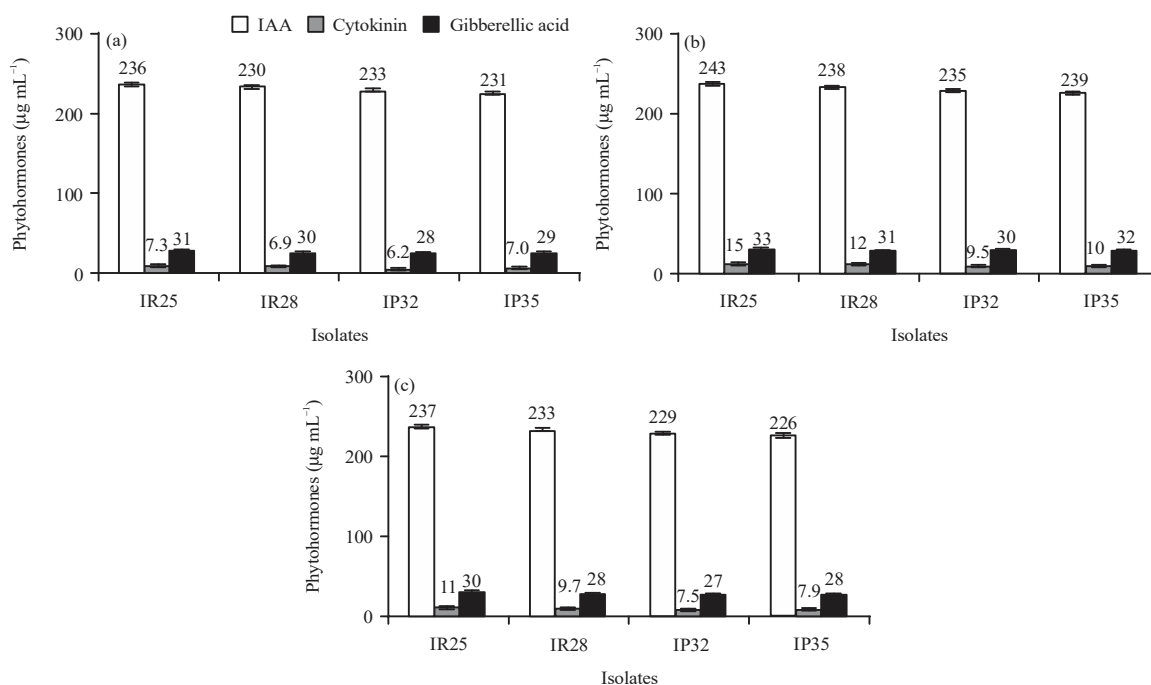 IAA Cytokinin Gibberellic acid
(a)
Phytohormones (µg mL⁻¹)
300
200
100
0
236 230 233 231
7.3 31 6.9 30 6.2 28 7.0 29
IR25 IR28 IP32 IP35
Isolates
(b)
Phytohormones (µg mL⁻¹)
300
200
100
0
243 238 235 239
15 33 12 31 9.5 30 10 32
IR25 IR28 IP32 IP35
Isolates
(c)
Phytohormones (µg mL⁻¹)
300
200
100
0
237 233 229 226
11 30 9.7 28 7.5 27 7.9 28
IR25 IR28 IP32 IP35
Isolates